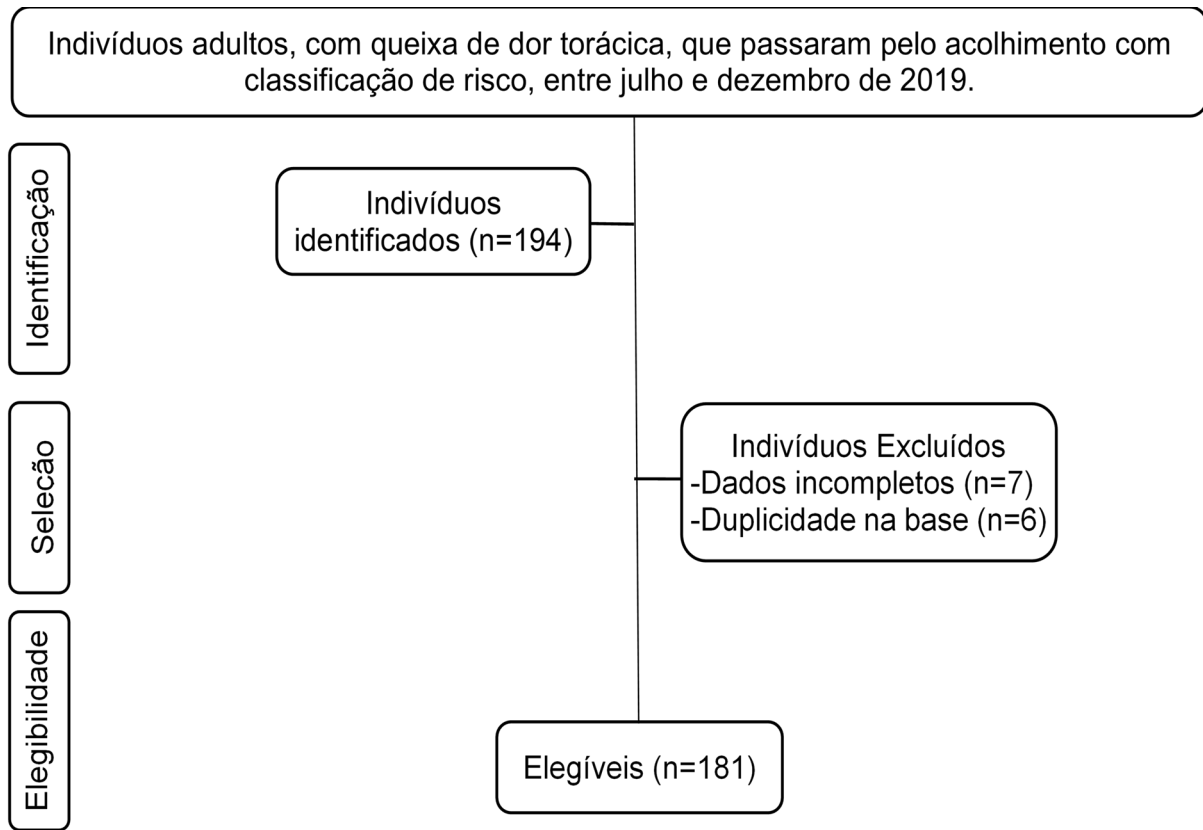 Indivíduos adultos, com queixa de dor torácica, que passaram pelo acolhimento com
classificação de risco, entre julho e dezembro de 2019.
Identificação
Indivíduos
identificados (n=194)
Seleção
Indivíduos Excluídos
-Dados incompletos (n=7)
-Duplicidade na base (n=6)
Elegibilidade
Elegíveis (n=181)